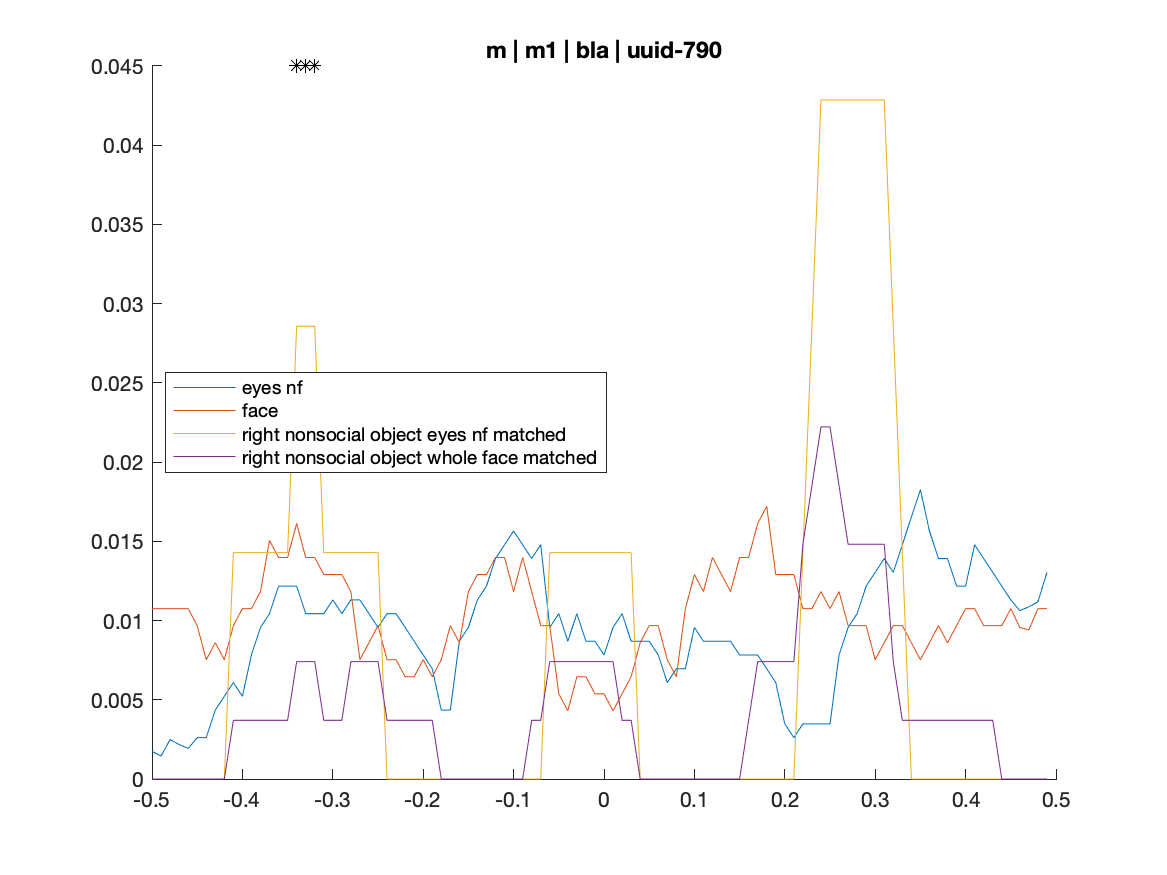 m | m1 | bla | uuid-790
0.045
0.04
0.035
0.03
0.025
0.02
0.015
0.01
0.005
0
eyes nf
face
right nonsocial object eyes nf matched
right nonsocial object whole face matched
-0.5 -0.4 -0.3 -0.2 -0.1 0 0.1 0.2 0.3 0.4 0.5